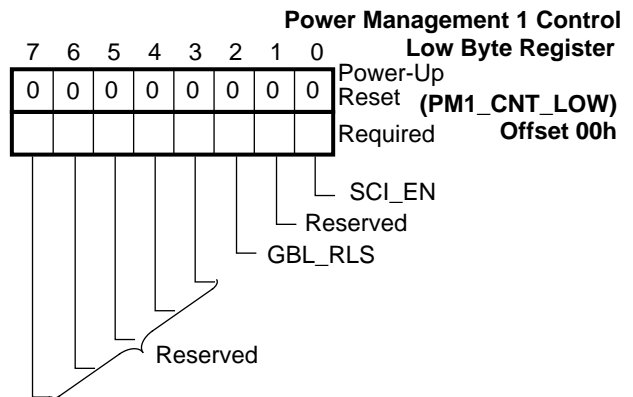 Power Management 1 Control
Low Byte Register
(PM1_CNT_LOW)
Offset 00h
7 6 5 4 3 2 1 0
0 0 0 0 0 0 0 0
Power-Up
Reset
Required
SCI_EN
Reserved
GBL_RLS
Reserved